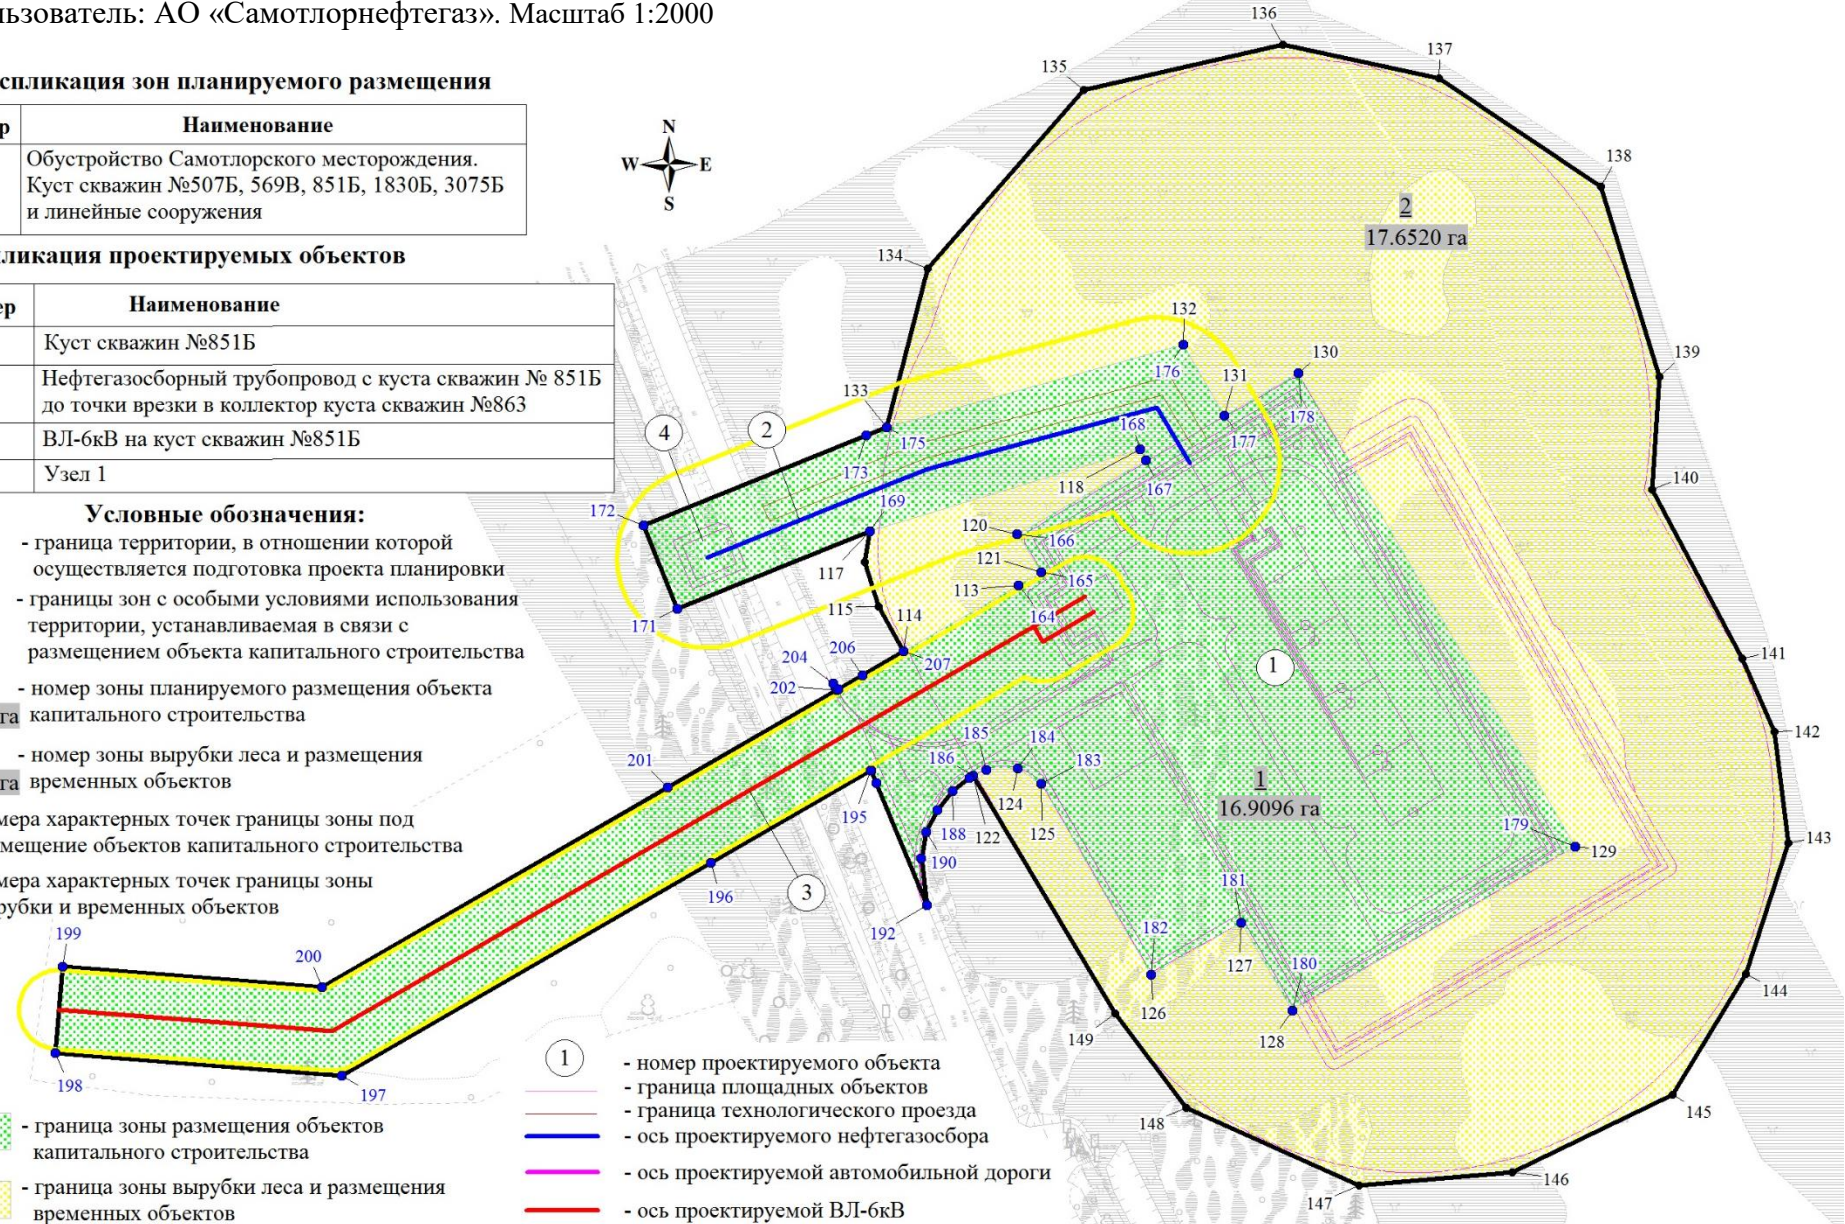 льзователь: АО «Самотлорнефтегаз». Масштаб 1:2000
спликация зон планируемого размещения
р
Наименование
Обустройство Самотлорского месторождения.
Куст скважин №507Б, 569В, 851Б, 1830Б, 3075Б
и линейные сооружения
ликация проектируемых объектов
ер
Наименование
Куст скважин №851Б
Нефтегазосборный трубопровод с куста скважин № 851Б
до точки врезки в коллектор куста скважин №863
ВЛ-6кВ на куст скважин №851Б
Узел 1
Условные обозначения:
- граница территории, в отношении которой
осуществляется подготовка проекта планировки
- границы зон с особыми условиями использования
территории, устанавливаемая в связи с
размещением объекта капитального строительства
- номер зоны планируемого размещения объекта
га капитального строительства
- номер зоны вырубки леса и размещения
га временных объектов
мера характерных точек границы зоны под
мещение объектов капитального строительства
мера характерных точек границы зоны
рубки и временных объектов
- граница зоны размещения объектов
капитального строительства
- граница зоны вырубки леса и размещения
временных объектов
1
- номер проектируемого объекта
- граница площадных объектов
- граница технологического проезда
- ось проектируемого нефтегазосбора
- ось проектируемой автомобильной дороги
- ось проектируемой ВЛ-6кВ
N
W
E
S
136
137
135
138
2
17.6520 га
134
132
130
139
133
176
131
178
4
2
175
168
177
173
169
118
167
140
172
120
166
121
117
113
165
115
114
164
171
206
207
204
202
1
141
142
201
185
184
186
183
1
16.9096 га
195
188
122
124
125
179
129
143
190
196
3
181
192
199
200
182
127
180
144
126
128
149
198
197
145
148
146
147